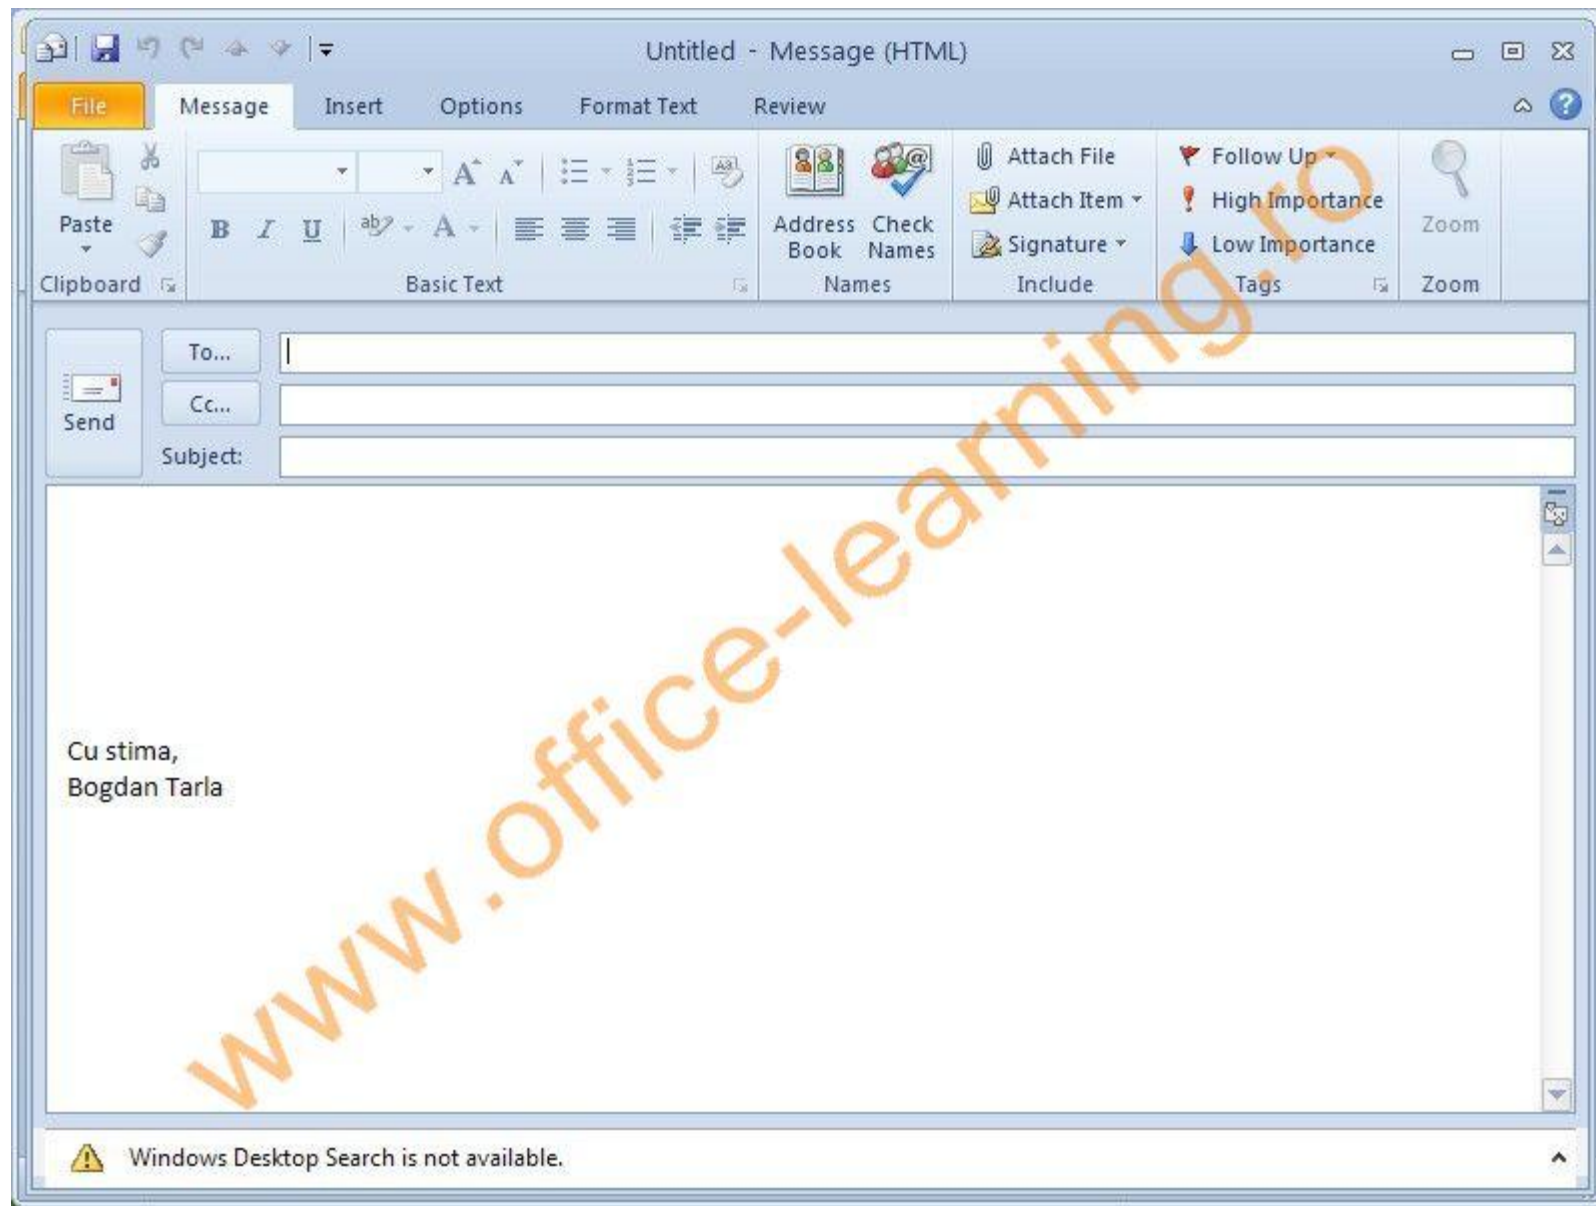 Untitled - Message (HTML)
File Message Insert Options Format Text Review
Paste
Clipboard
Basic Text
Address Book
Check Names
Names
Attach File
Attach Item
Signature
Include
Follow Up
High Importance
Low Importance
Tags
Zoom
Zoom
Send
To...
Cc...
Subject:
Cu stima,
Bogdan Tarla
www.office-learning.ro
Windows Desktop Search is not available.